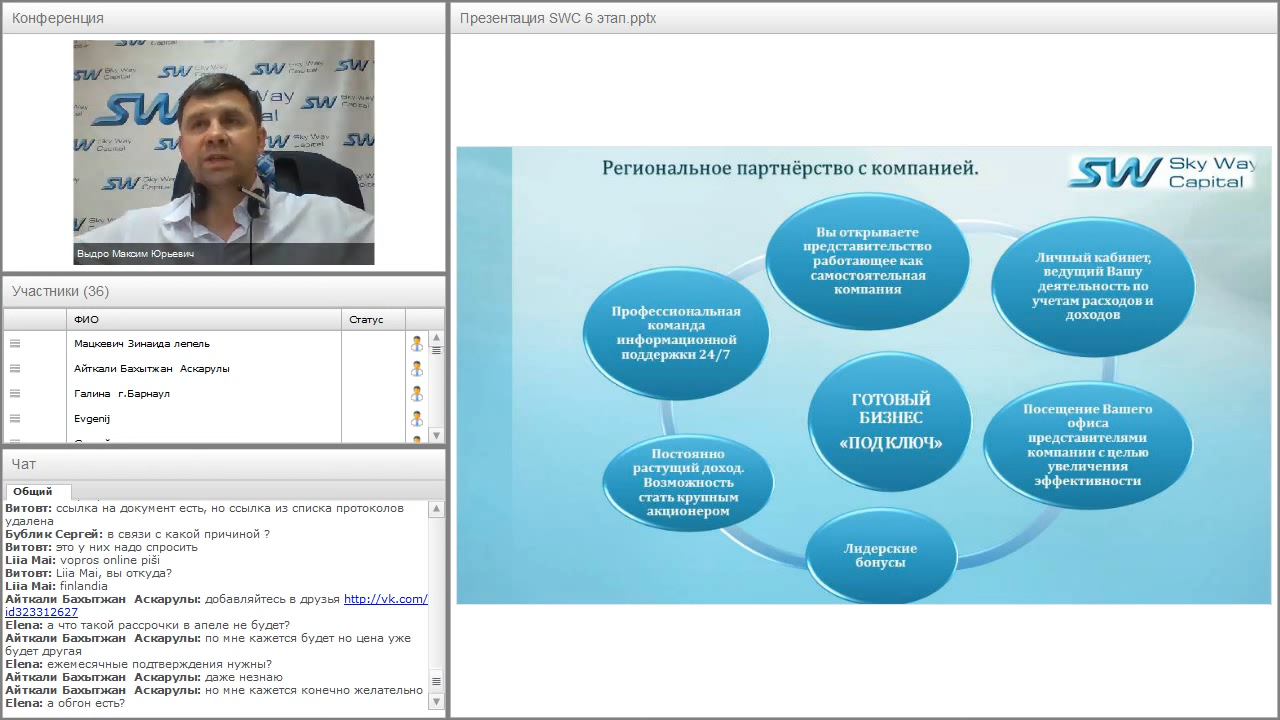 Конференция
SW Sky Way Capital
Выдро Максим Юрьевич
Участники (36)
ФИО
Статус
Мацкевич Зинаида лепель
Айткали Бахытжан Аскарулы
Галина г.Барнаул
Evgenij
Чат
Общий
Витовт: ссылка на документ есть, но ссылка из списка протоколов
удалена
Бублик Сергей: в связи с какой причиной ?
Витовт: это у них надо спросить
Liia Mai: vopros online piši
Витовт: Liia Mai, вы откуда?
Liia Mai: finlandia
Айткали Бахытжан Аскарулы: добавляйтесь в друзья http://vk.com/
id323312627
Elena: а что такой рассрочки в апеле не будет?
Айткали Бахытжан Аскарулы: по мне кажется будет но цена уже
будет другая
Elena: ежемесячные подтверждения нужны?
Айткали Бахытжан Аскарулы: даже незнаю
Айткали Бахытжан Аскарулы: но мне кажется конечно желательно
Elena: а обгон есть?
Презентация SWC 6 этап.pptx
Региональное партнёрство с компанией.
SW Sky Way
Capital
Вы открываете
представительство
работающее как
самостоятельная
компания
Личный кабинет,
ведущий Вашу
деятельность по
учетам расходов и
доходов
Посещение Вашего
офиса
представителями
компании с целью
увеличения
эффективности
Лидерские
бонусы
Постоянно
растущий доход.
Возможность
стать крупным
акционером
Профессиональная
команда
информационной
поддержки 24/7
ГОТОВЫЙ
БИЗНЕС
«ПОД КЛЮЧ»